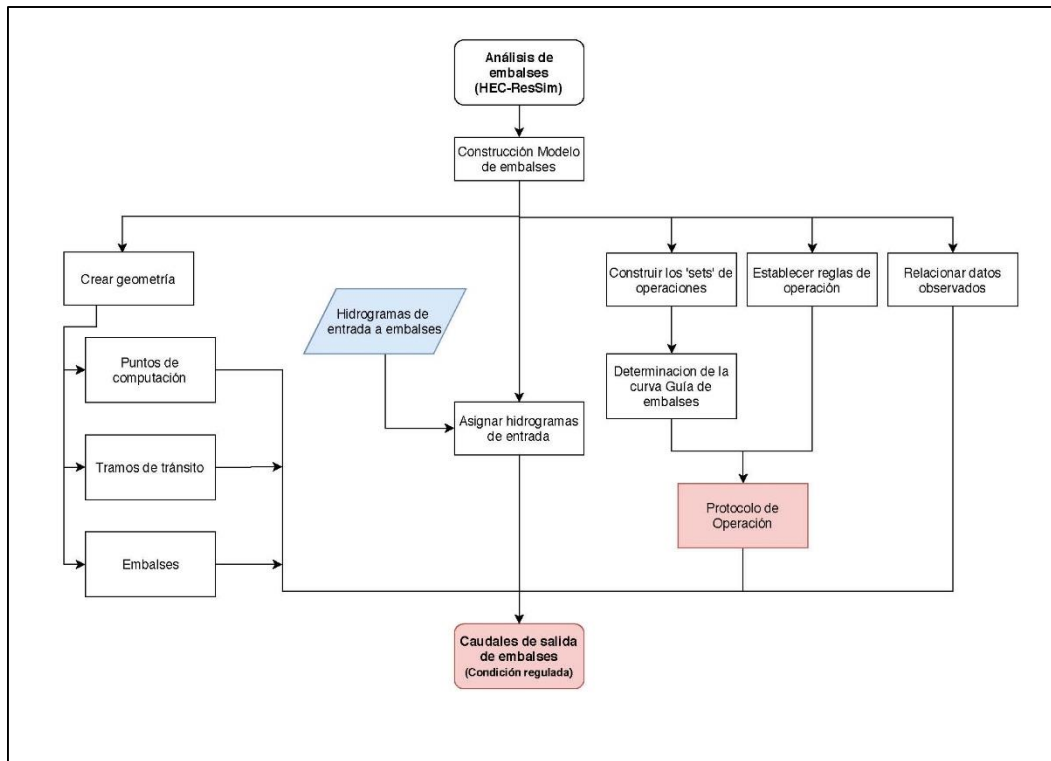 Análisis de
embalses
(HEC-ResSim)
Construcción Modelo
de embalses
Crear geometría
Construir los 'sets' de
operaciones
Establecer reglas de
operación
Relacionar datos
observados
Hidrogramas de
entrada a embalses
Puntos de
computación
Determinacion de la
curva Guía de
embalses
Asignar hidrogramas
de entrada
Tramos de tránsito
Protocolo de
Operación
Embalses
Caudales de salida
de embalses
(Condición regulada)